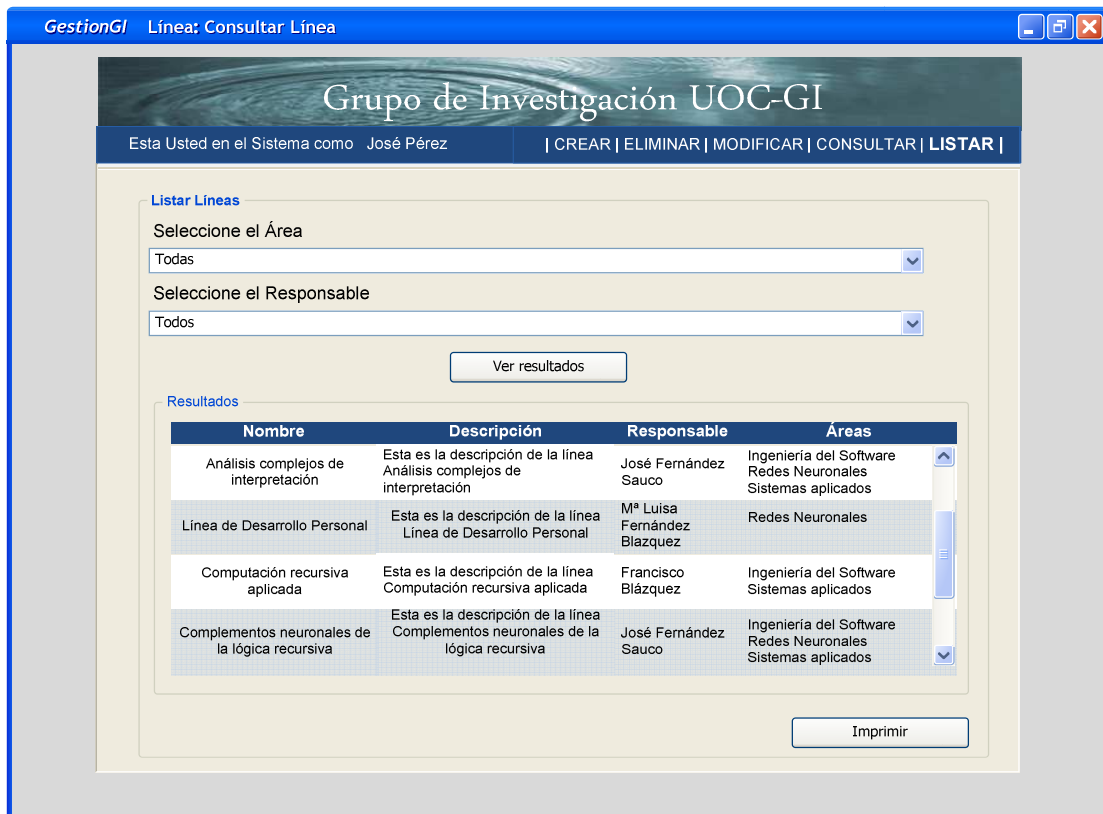 GestionGI Línea: Consultar Línea
Grupo de Investigación UOC-GI
Esta Usted en el Sistema como José Pérez
| CREAR | ELIMINAR | MODIFICAR | CONSULTAR | LISTAR |
Listar Líneas
Seleccione el Área
Todas
Seleccione el Responsable
Todos
Ver resultados
Resultados
Nombre Descripción Responsable Áreas
Análisis complejos de
interpretación
Esta es la descripción de la línea
Análisis complejos de
interpretación
José Fernández
Sauco
Ingeniería del Software
Redes Neuronales
Sistemas aplicados
Línea de Desarrollo Personal
Esta es la descripción de la línea
Línea de Desarrollo Personal
Mª Luisa
Fernández
Blazquez
Redes Neuronales
Computación recursiva
aplicada
Esta es la descripción de la línea
Computación recursiva aplicada
Francisco
Blázquez
Ingeniería del Software
Sistemas aplicados
Complementos neuronales de
la lógica recursiva
Esta es la descripción de la línea
Complementos neuronales de la
lógica recursiva
José Fernández
Sauco
Ingeniería del Software
Redes Neuronales
Sistemas aplicados
Imprimir